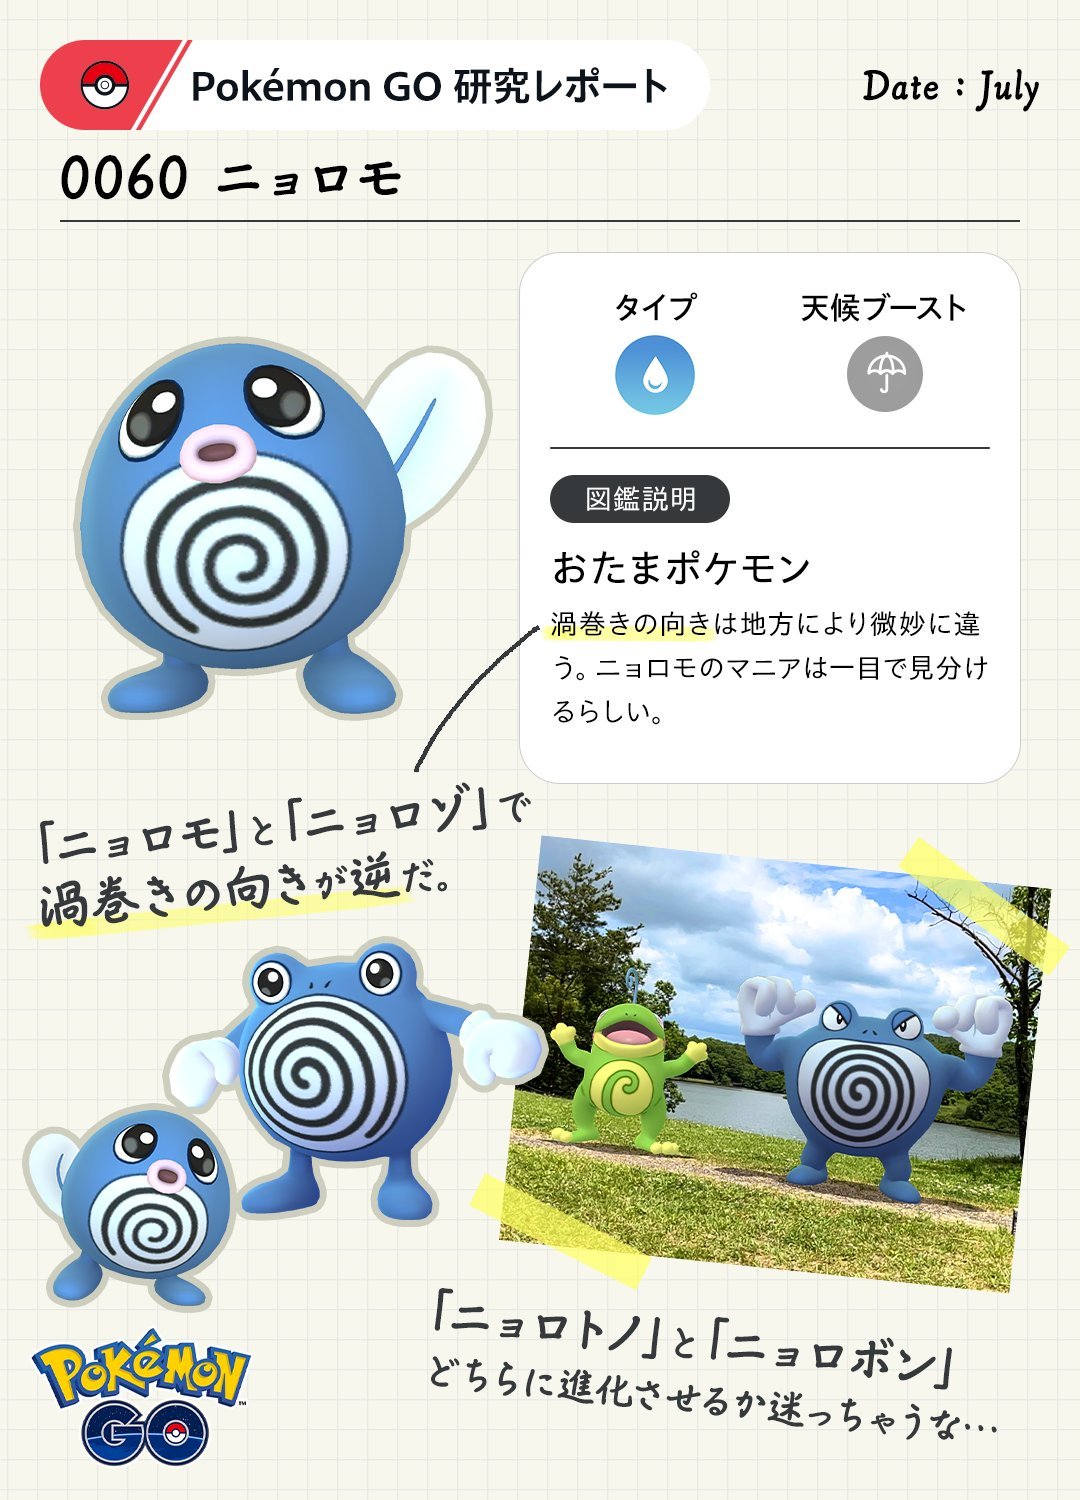 Pokémon GO 研究レポート
Date：July
0060 ニョロモ
タイプ
天候ブースト
図鑑説明
おたまポケモン
渦巻きの向きは地方により微妙に違
う。ニョロモのマニアは一目で見分け
るらしい。
「ニョロモ」と「ニョロゾ」で
渦巻きの向きが逆だ。
「ニョロトノ」と「ニョロボン」
どちらに進化させるか迷っちゃうな…
POKÉMON
GO